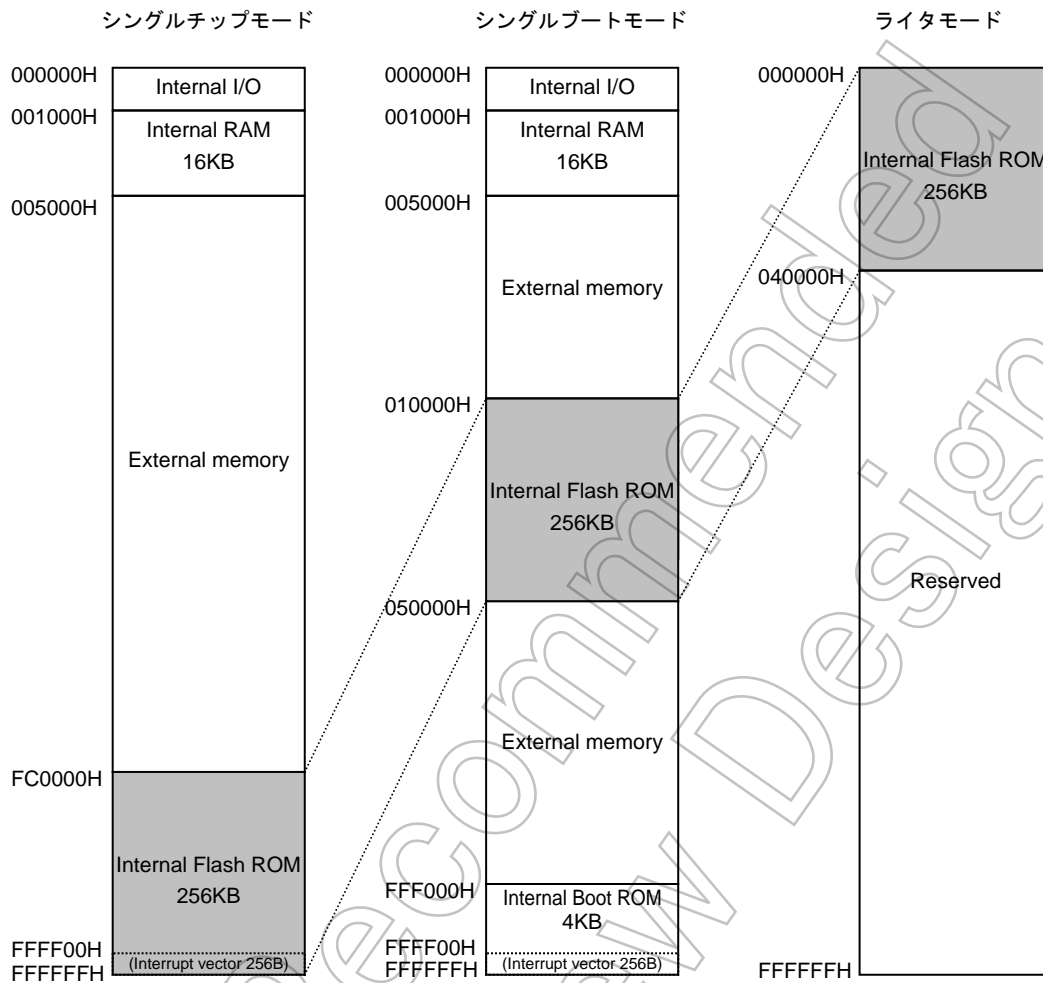 シングルチップモード
000000H
Internal I/O
001000H
Internal RAM
16KB
005000H
External memory
FC0000H
Internal Flash ROM
256KB
FFFF00H
(Interrupt vector 256B)
FFFFFFH
シングルブートモード
000000H
Internal I/O
001000H
Internal RAM
16KB
005000H
External memory
010000H
Internal Flash ROM
256KB
050000H
External memory
FFF000H
Internal Boot ROM
4KB
FFFF00H
(Interrupt vector 256B)
FFFFFFH
ライタモード
000000H
Internal Flash ROM
256KB
040000H
Reserved
FFFFFFH
ecommended
w Design